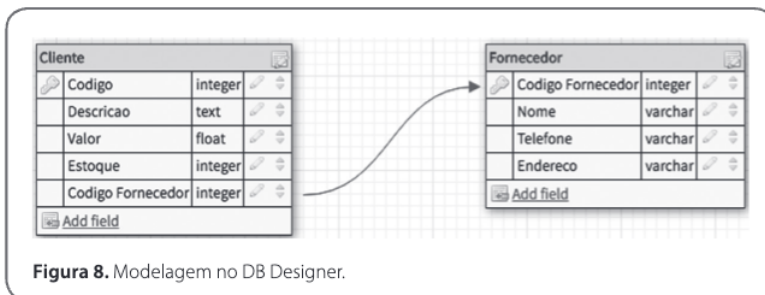 Cliente
Codigo integer
Descricao text
Valor float
Estoque integer
Codigo Fornecedor integer
Add field
Fornecedor
Codigo Fornecedor integer
Nome varchar
Telefone varchar
Endereco varchar
Add field
Figura 8. Modelagem no DB Designer.